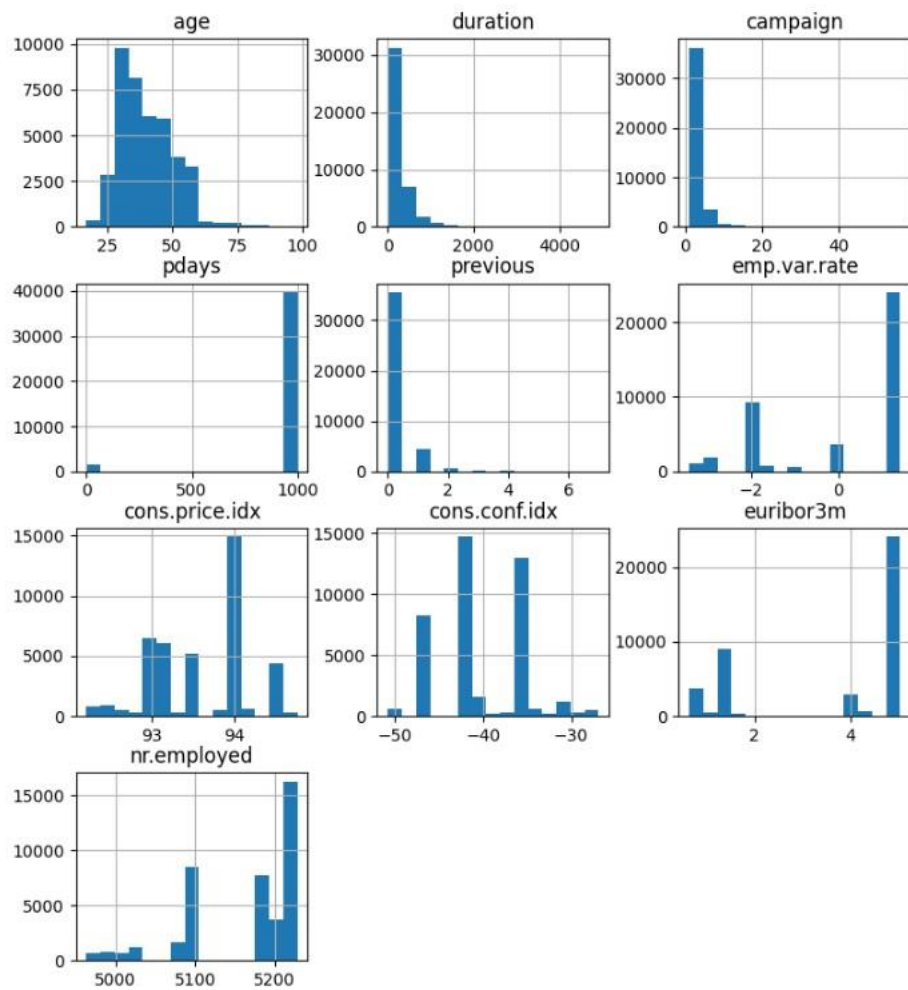 age
10000
7500
5000
2500
0
25 50 75 100
duration
30000
20000
10000
0
0 2000 4000
campaign
30000
20000
10000
0
0 20 40
pdays
40000
30000
20000
10000
0
0 500 1000
previous
30000
20000
10000
0
0 2 4 6
emp.var.rate
20000
10000
0
−2 0
cons.price.idx
15000
10000
5000
0
93 94
cons.conf.idx
15000
10000
5000
0
−50 −40 −30
euribor3m
20000
10000
0
2 4
nr.employed
15000
10000
5000
0
5000 5100 5200